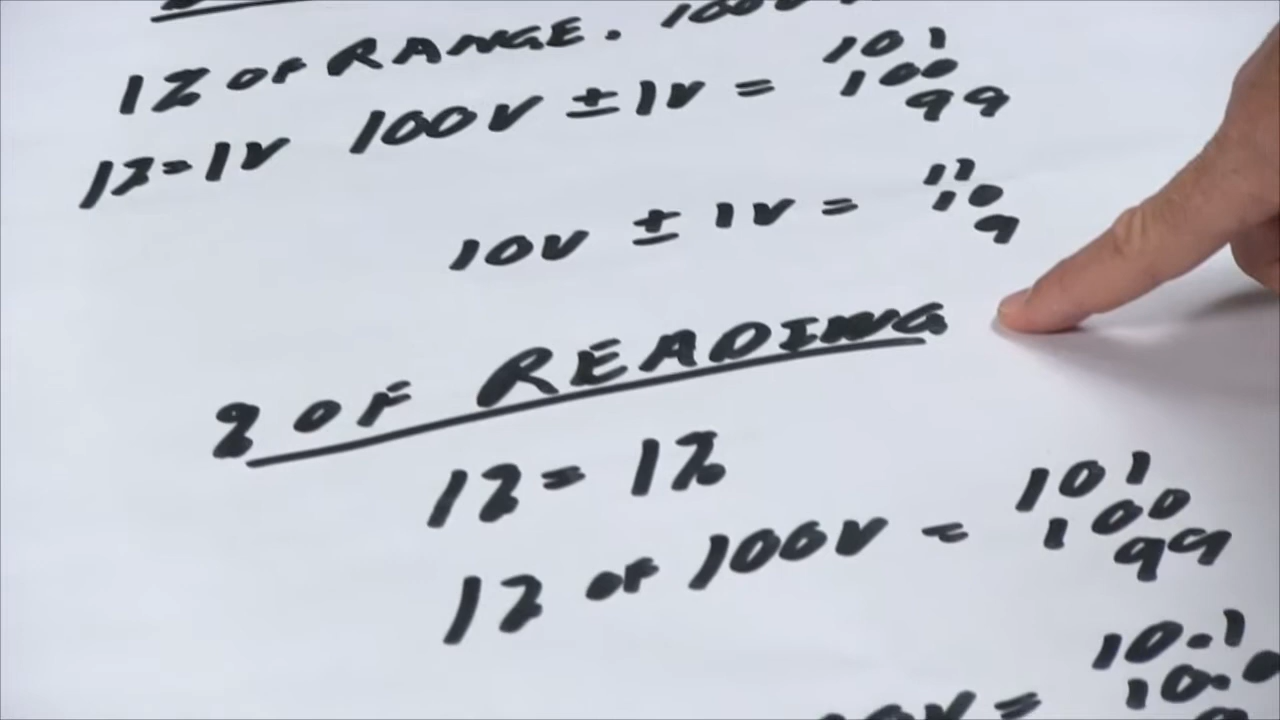 1% OF RANGE. 100V
101
1%=1V 100V ±1V = 100
99
11
10V ± 1V = 10
9
% OF READING
1% = 1%
101
1% OF 100V = 100
99
10.1
10.0